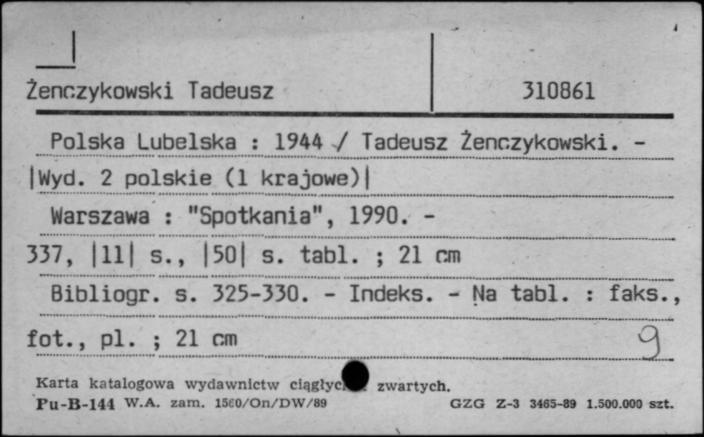 Żenczykowski Tadeusz 310861
Polska Lubelska : 1944 / Tadeusz Żenczykowski. -
|Wyd. 2 polskie (1 krajowe)|
Warszawa : "Spotkania", 1990. -
337, |11| s., |50| s. tabl. ; 21 cm
Bibliogr. s. 325-330. - Indeks. - Na tabl. : faks.,
fot., pl. ; 21 cm 9
Karta katalogowa wydawnictw zwartych.
Pu-B-144 W.A. zam. 1560/On/DW/89 GZG Z-3 3465-89 1.500.000 szt.